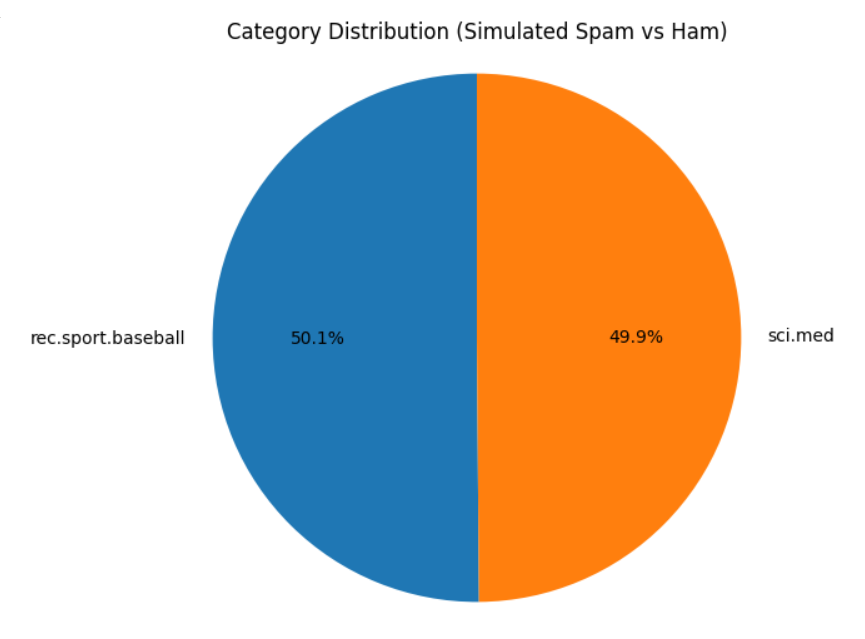 Category Distribution (Simulated Spam vs Ham)
rec.sport.baseball
50.1%
49.9%
sci.med